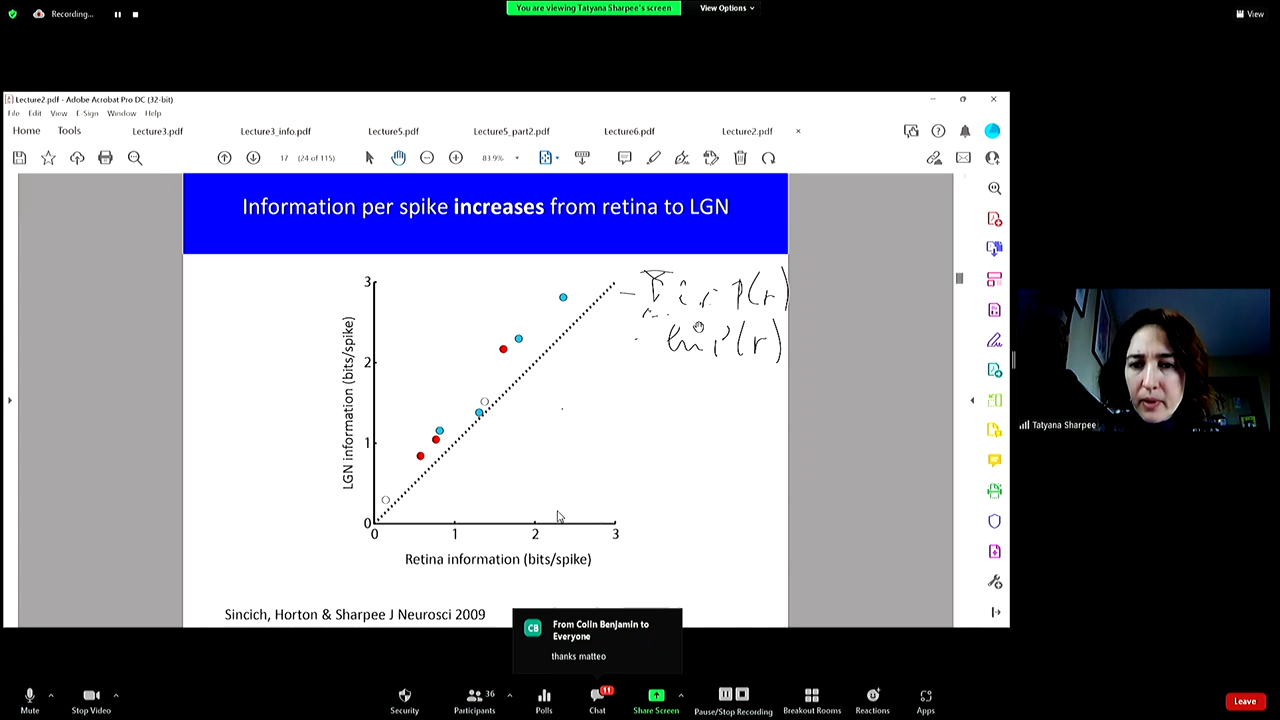 You are viewing Tatyana Sharpee's screen
View Options
Recording...
View
Lecture2.pdf - Adobe Acrobat Pro DC (32-bit)
File Edit View E-Sign Window Help
Home Tools Lecture3.pdf Lecture3_info.pdf Lecture5.pdf Lecture5_part2.pdf Lecture6.pdf Lecture2.pdf ×
17 (24 of 115) 83.9%
Information per spike increases from retina to LGN
3
2
1
0
LGN information (bits/spike)
0 1 2 3
Retina information (bits/spike)
P(r)
Sincich, Horton & Sharpee J Neurosci 2009
Tatyana Sharpee
CB
From Colin Benjamin to
Everyone
thanks matteo
Mute
Stop Video
Security
36
Participants
Polls
11
Chat
Share Screen
Pause/Stop Recording
Breakout Rooms
Reactions
Apps
Leave